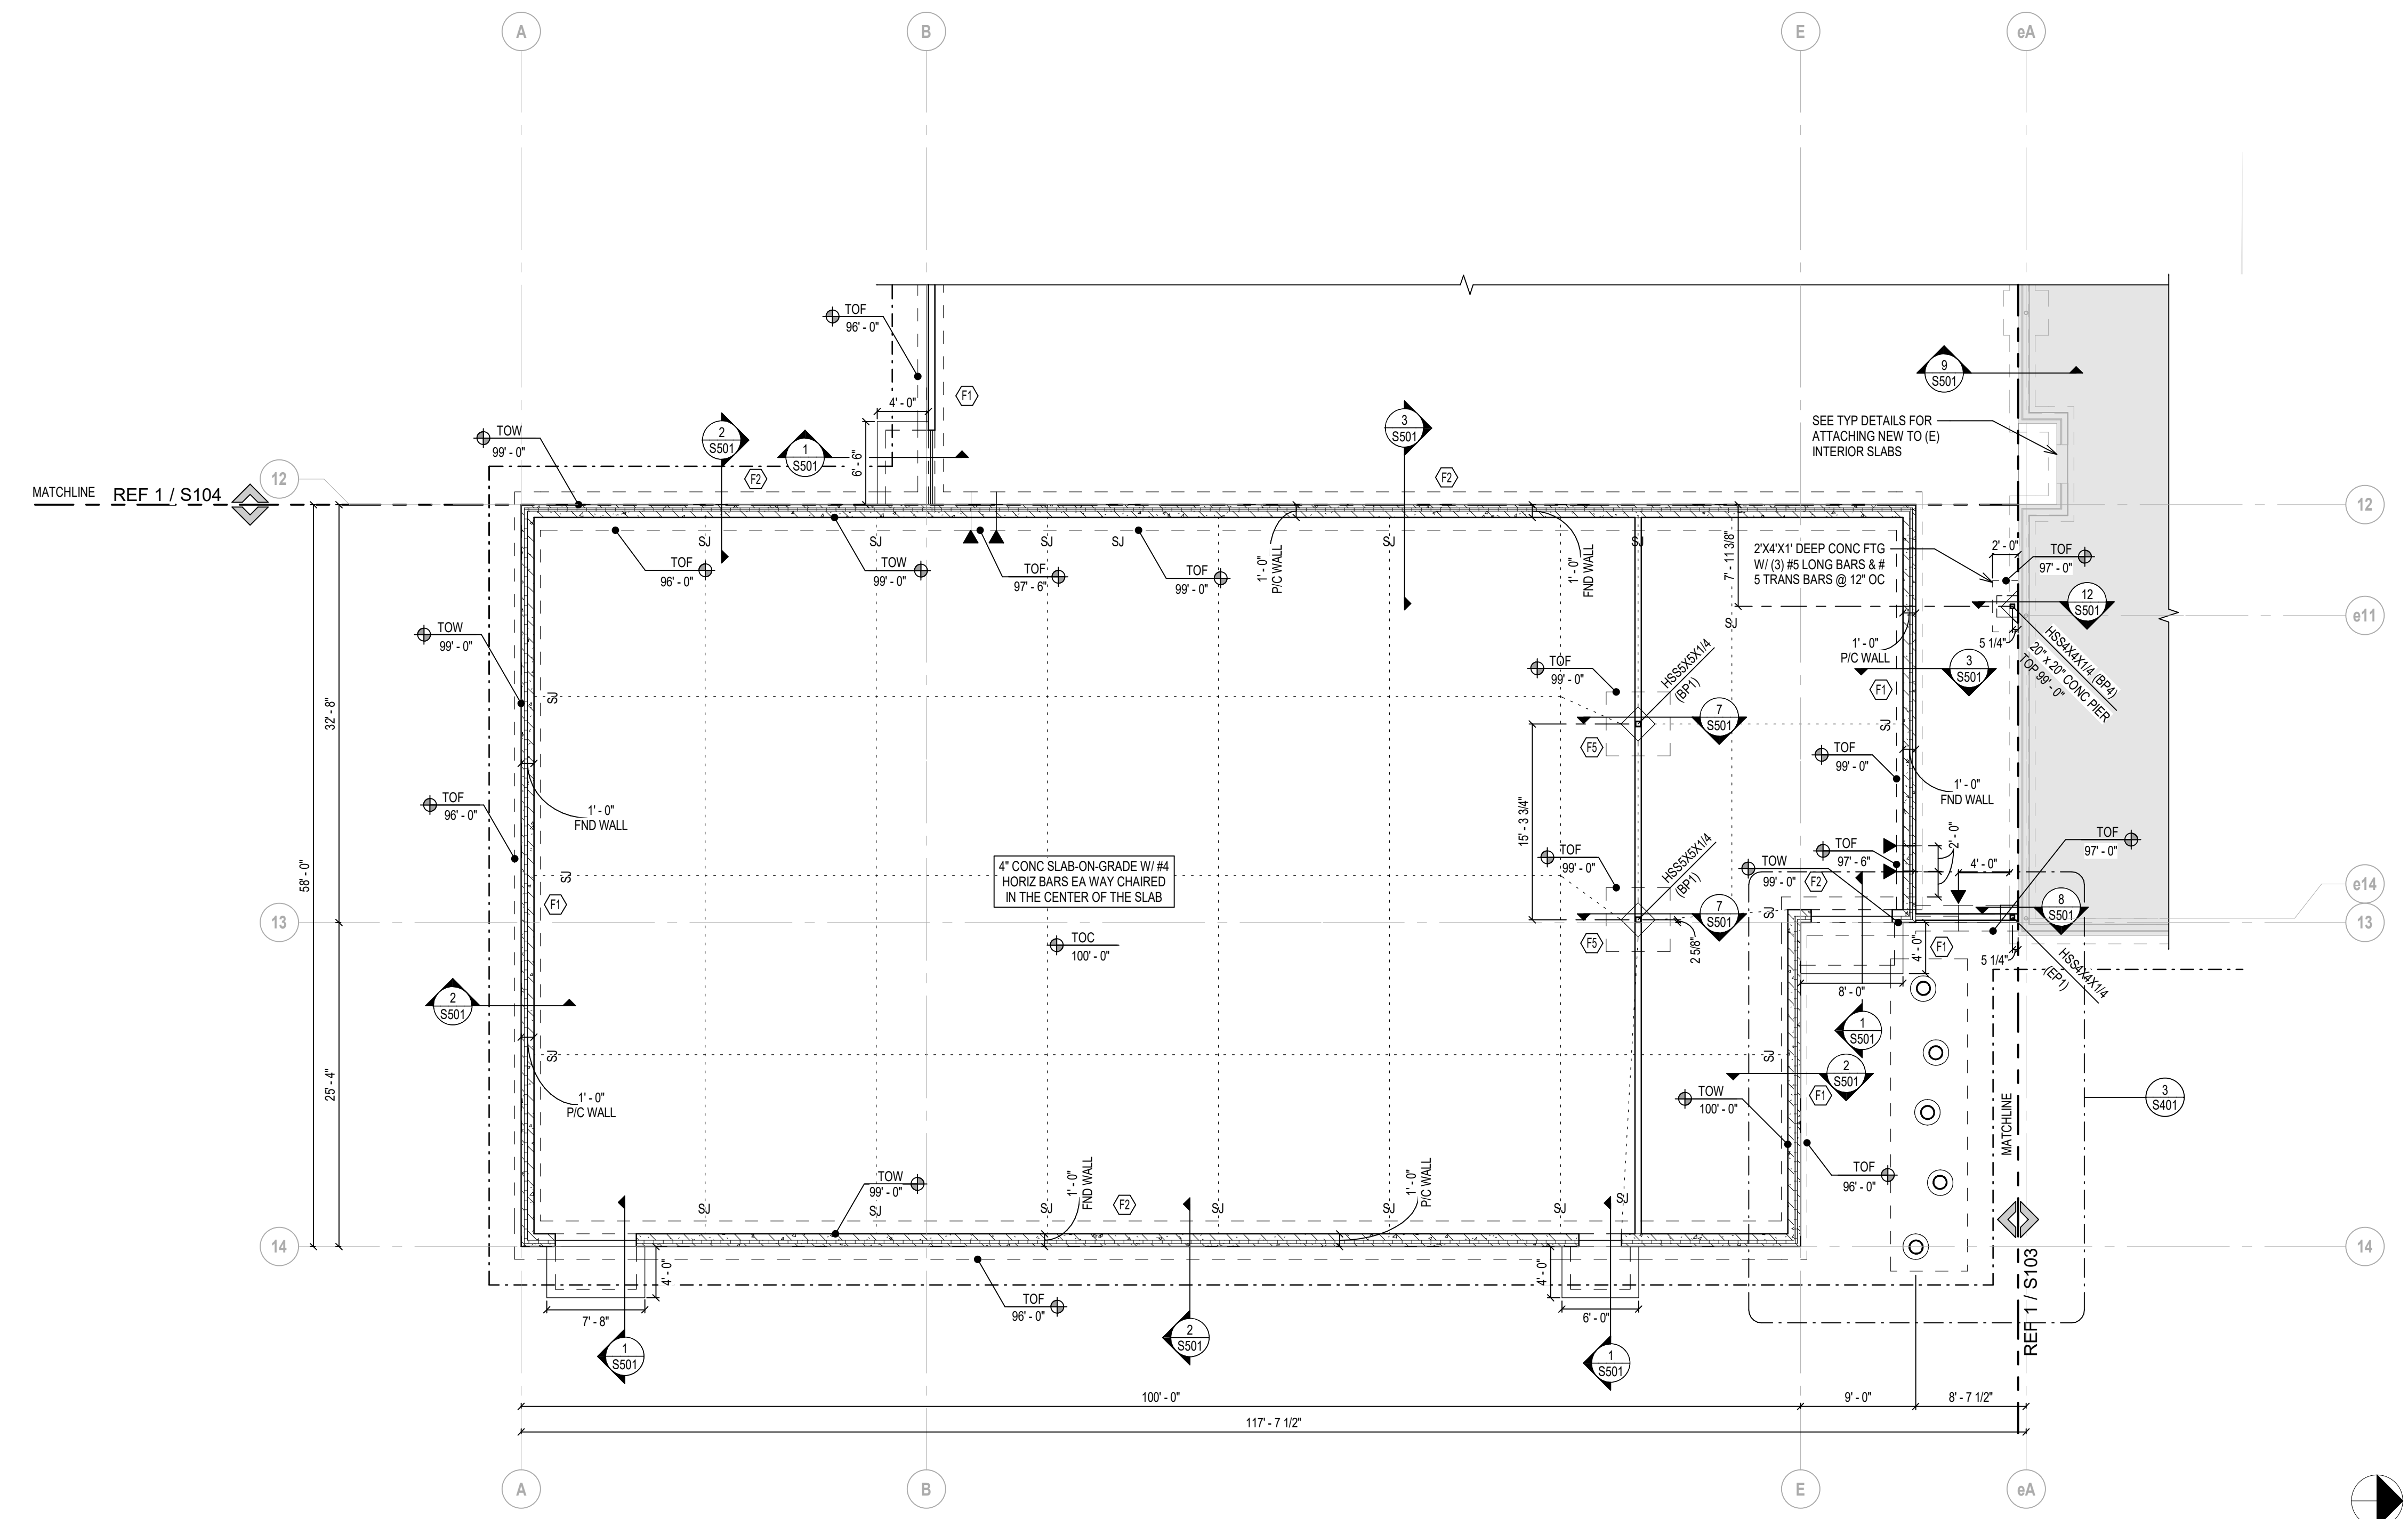 A
B
E
eA
TOF
96' - 0"
9
S501
4' - 0"
F1
SEE TYP DETAILS FOR
ATTACHING NEW TO (E)
INTERIOR SLABS
TOW
99' - 0"
2
S501
1
S501
6' - 6"
3
S501
F2
F2
12
MATCHLINE
REF 1 / S104
12
SJ
SJ
SJ
SJ
SJ
SJ
TOF
96' - 0"
TOW
99' - 0"
TOF
97' - 6"
TOF
99' - 0"
1' - 0"
P/C WALL
1' - 0"
FND WALL
7' - 11 3/8"
2'X4'X1' DEEP CONC FTG
W/ (3) #5 LONG BARS & #
5 TRANS BARS @ 12" OC
2' - 0"
TOF
97' - 0"
12
S501
e11
TOW
99' - 0"
SJ
1' - 0"
P/C WALL
5 1/4"
HSS4X4X1/4 (BP4)
20" x 20" CONC PIER
TOP 99' - 0"
3
S501
F1
32' - 8"
SJ
TOF
99' - 0"
HSS5X5X1/4
(BP1)
7
S501
F5
SJ
TOF
99' - 0"
TOF
96' - 0"
1' - 0"
FND WALL
15' - 3 3/4"
1' - 0"
FND WALL
58' - 0"
4" CONC SLAB-ON-GRADE W/ #4
HORIZ BARS EA WAY CHAIRED
IN THE CENTER OF THE SLAB
SJ
TOF
99' - 0"
HSS5X5X1/4
(BP1)
TOF
97' - 6"
TOW
99' - 0"
F2
2' - 0"
4' - 0"
TOF
97' - 0"
e14
F1
7
S501
SJ
8
S501
13
13
TOC
100' - 0"
F5
2 5/8"
4' - 0"
F1
5 1/4"
HSS4X4X1/4
(EP1)
2
S501
8' - 0"
1
S501
SJ
SJ
2
S501
F1
25' - 4"
1' - 0"
P/C WALL
TOW
100' - 0"
3
S401
MATCHLINE
TOF
96' - 0"
TOW
99' - 0"
1' - 0"
FND WALL
F2
1' - 0"
P/C WALL
SJ
SJ
SJ
SJ
SJ
SJ
SJ
14
14
4' - 0"
4' - 0"
7' - 8"
TOF
96' - 0"
6' - 0"
REF 1 / S103
1
S501
2
S501
1
S501
100' - 0"
9' - 0"
8' - 7 1/2"
117' - 7 1/2"
A
B
E
eA